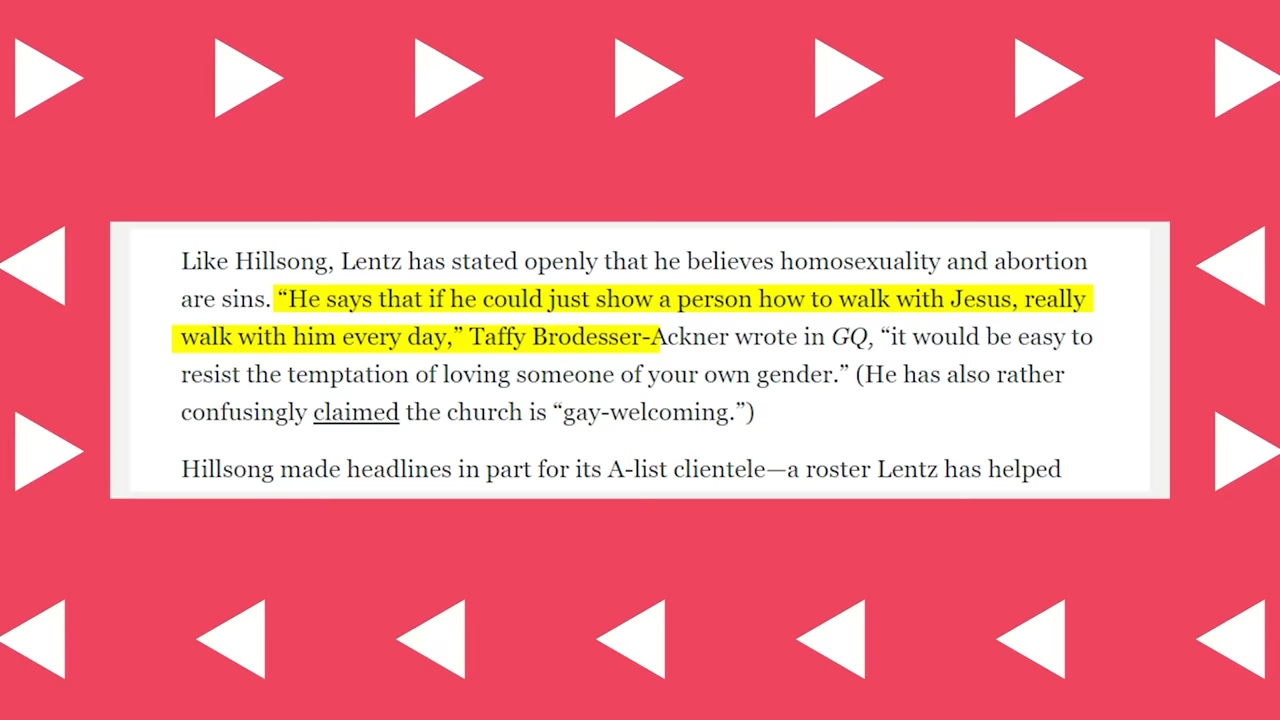 Like Hillsong, Lentz has stated openly that he believes homosexuality and abortion
are sins. “He says that if he could just show a person how to walk with Jesus, really
walk with him every day,” Taffy Brodesser-Ackner wrote in GQ, “it would be easy to
resist the temptation of loving someone of your own gender.” (He has also rather
confusingly claimed the church is “gay-welcoming.”)
Hillsong made headlines in part for its A-list clientele—a roster Lentz has helped